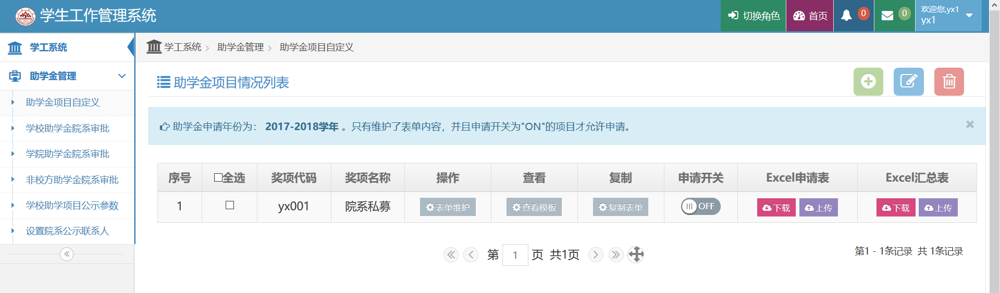 学生工作管理系统
切换角色
首页
0
0
欢迎您,yx1
yx1
学工系统
助学金管理
助学金项目自定义
学校助学金院系审批
学院助学金院系审批
非校方助学金院系审批
学校助学项目公示参数
设置院系公示联系人
学工系统 助学金管理 助学金项目自定义
助学金项目情况列表
助学金申请年份为： 2017-2018学年 。只有维护了表单内容，并且申请开关为"ON"的项目才允许申请。
序号 全选 奖项代码 奖项名称 操作 查看 复制 申请开关 Excel申请表 Excel汇总表
1 yx001 院系私募 表单维护 查看模板 复制表单 OFF 下载 上传 下载 上传
第 1 页 共1页
第1 - 1条记录 共 1条记录